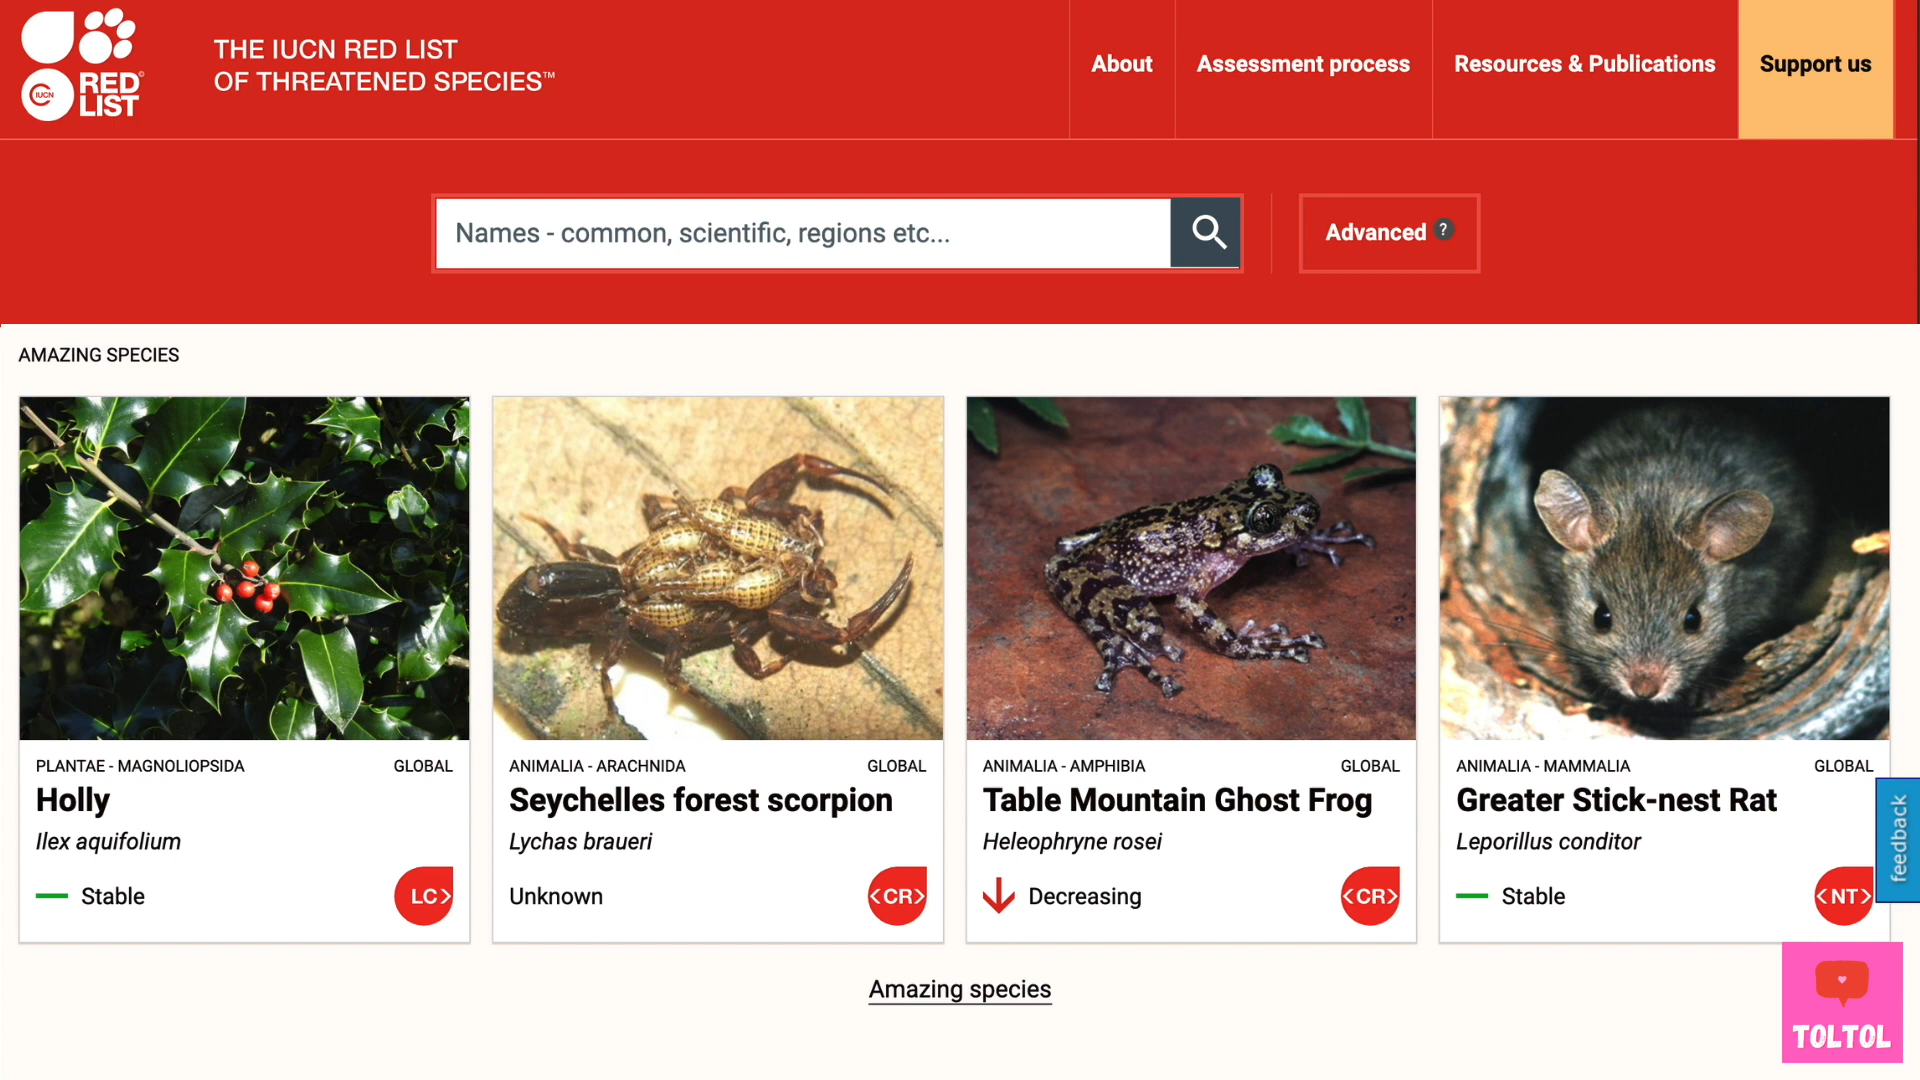 RED
LIST
IUCN
THE IUCN RED LIST
OF THREATENED SPECIES™
About
Assessment process
Resources & Publications
Support us
Names - common, scientific, regions etc...
Advanced ?
AMAZING SPECIES
PLANTAE - MAGNOLIOPSIDA GLOBAL
Holly
Ilex aquifolium
Stable LC
ANIMALIA - ARACHNIDA GLOBAL
Seychelles forest scorpion
Lychas braueri
Unknown <CR>
ANIMALIA - AMPHIBIA GLOBAL
Table Mountain Ghost Frog
Heleophryne rosei
Decreasing <CR>
ANIMALIA - MAMMALIA GLOBAL
Greater Stick-nest Rat
Leporillus conditor
Stable <NT>
feedback
Amazing species
TOLTOL